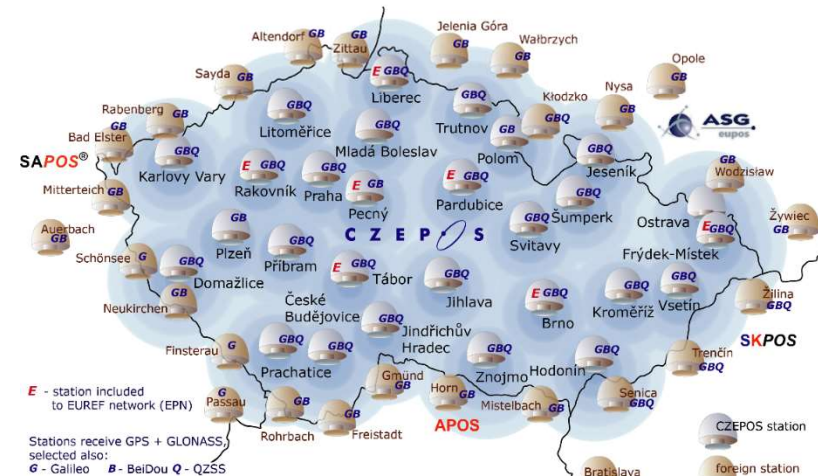 Jelenia Góra
GB
Altendorf GB
Zittau GB
Wałbrzych
GB
Opole
GB
E GBQ
Liberec
Sayda GB
Nysa
GB
Kłodzko
GBQ
GBQ
Trutnov
GBQ
Litoměřice
Rabenberg
GB
ASG.
eupos
Bad Elster GB
GBQ
Mladá Boleslav
GB
Polom
GBQ
Jeseník
SAPOS®
GBQ
Karlovy Vary
E GBQ
Rakovník
GBQ
Praha
E GB
Pecný
E GBQ
Pardubice
GB
Wodzisław
Mitterteich
GB
GBQ
Šumperk
Ostrava
Auerbach
GB
GB
Plzeň
CZEPOS
GBQ
Svitavy
E GBQ
Frýdek-Místek
Żywiec
GB
GBQ
Příbram
Schönsee G
GBQ
Domažlice
E GBQ
Tábor
GBQ
Jihlava
GBQ
Vsetín
Neukirchen
GB
České
Budějovice
E GBQ
Brno
GBQ
Kroměříž
Žilina
GBQ
GBQ
Jindřichův
Hradec
SKPOS
Finsterau
G
GBQ
Prachatice
GBQ
GBQ
Znojmo
Hodonín
GBQ
Trenčín
GBQ
E - station included
to EUREF network (EPN)
G
Passau
Gmünd
GB
Horn
GB
Senica
GBQ
Rohrbach
GB
Freistadt
GB
APOS
Mistelbach
GB
CZEPOS station
Stations receive GPS + GLONASS,
selected also:
G - Galileo B - BeiDou Q - QZSS
Bratislava
foreign station